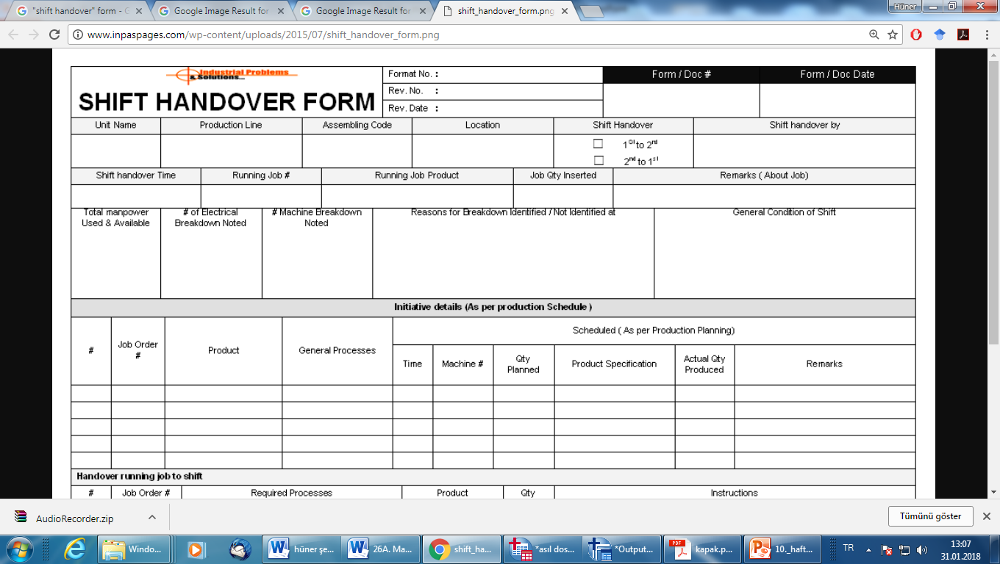 "shift handover" form - G
Google Image Result for
Google Image Result for
shift_handover_form.png
Hüner
www.inpaspages.com/wp-content/uploads/2015/07/shift_handover_form.png
Industrial Problems
& Solutions...
SHIFT HANDOVER FORM
Format No. :
Rev. No. :
Rev. Date :
Form / Doc #
Form / Doc Date
Unit Name
Production Line
Assembling Code
Location
Shift Handover
Shift handover by
1st to 2nd
2nd to 1st
Shift handover Time
Running Job #
Running Job Product
Job Qty Inserted
Remarks ( About Job)
Total manpower
Used & Available
# of Electrical
Breakdown Noted
# Machine Breakdown
Noted
Reasons for Breakdown Identified / Not Identified at
General Condition of Shift
Initiative details (As per production Schedule )
#
Job Order
#
Product
General Processes
Scheduled ( As per Production Planning)
Time
Machine #
Qty
Planned
Product Specification
Actual Qty
Produced
Remarks
Handover running job to shift
#
Job Order #
Required Processes
Product
Qty
Instructions
AudioRecorder.zip
Tümünü göster
Windo...
hüner şe...
26A. Ma...
shift_ha...
*asıl dos...
*Output...
PDF
kapak.p...
10._haft...
TR
13:07
31.01.2018